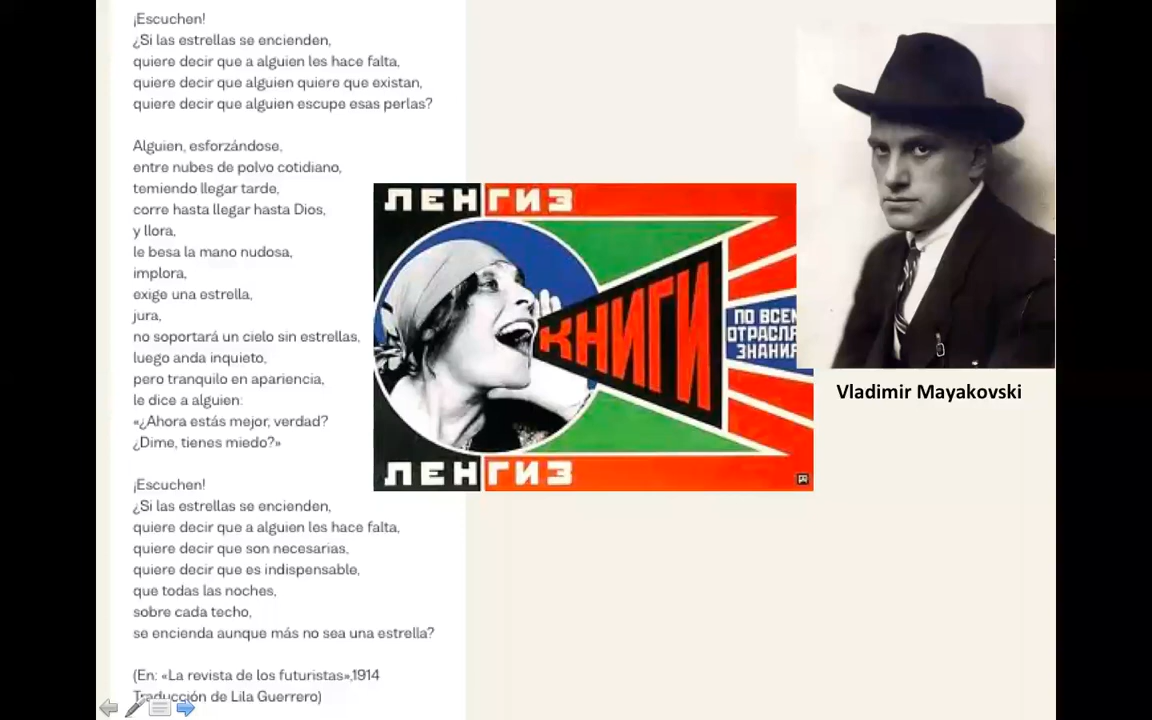 ¡Escuchen!
¿Si las estrellas se encienden,
quiere decir que a alguien les hace falta,
quiere decir que alguien quiere que existan,
quiere decir que alguien escupe esas perlas?
Alguien, esforzándose,
entre nubes de polvo cotidiano,
temiendo llegar tarde,
corre hasta llegar hasta Dios,
y llora,
le besa la mano nudosa,
implora,
exige una estrella,
jura,
no soportará un cielo sin estrellas,
luego anda inquieto,
pero tranquilo en apariencia,
le dice a alguien:
«¿Ahora estás mejor, verdad?
¿Dime, tienes miedo?»
¡Escuchen!
¿Si las estrellas se encienden,
quiere decir que a alguien les hace falta,
quiere decir que son necesarias,
quiere decir que es indispensable,
que todas las noches,
sobre cada techo,
se encienda aunque más no sea una estrella?
(En: «La revista de los futuristas»,1914
Traducción de Lila Guerrero)
ЛЕНГИЗ
КНИГИ
ПО ВСЕМ
ОТРАСЛЯ
ЗНАНИЯ
ЛЕНГИЗ
Vladimir Mayakovski